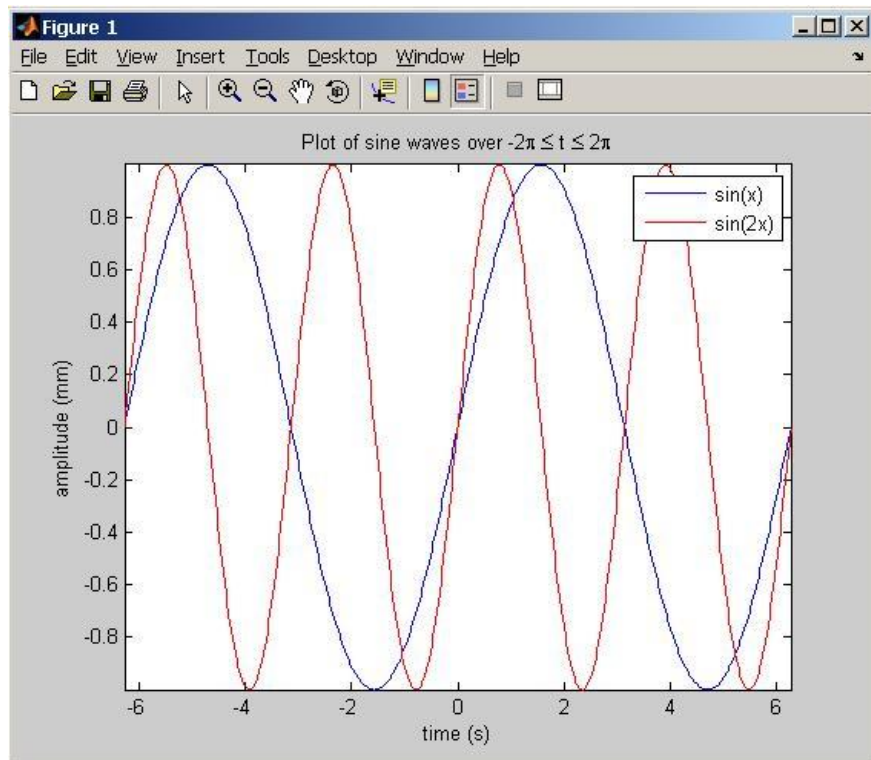 Figure 1
File Edit View Insert Tools Desktop Window Help
Plot of sine waves over -2π ≤ t ≤ 2π
sin(x)
sin(2x)
0.8
0.6
0.4
0.2
0
-0.2
-0.4
-0.6
-0.8
amplitude (mm)
-6 -4 -2 0 2 4 6
time (s)